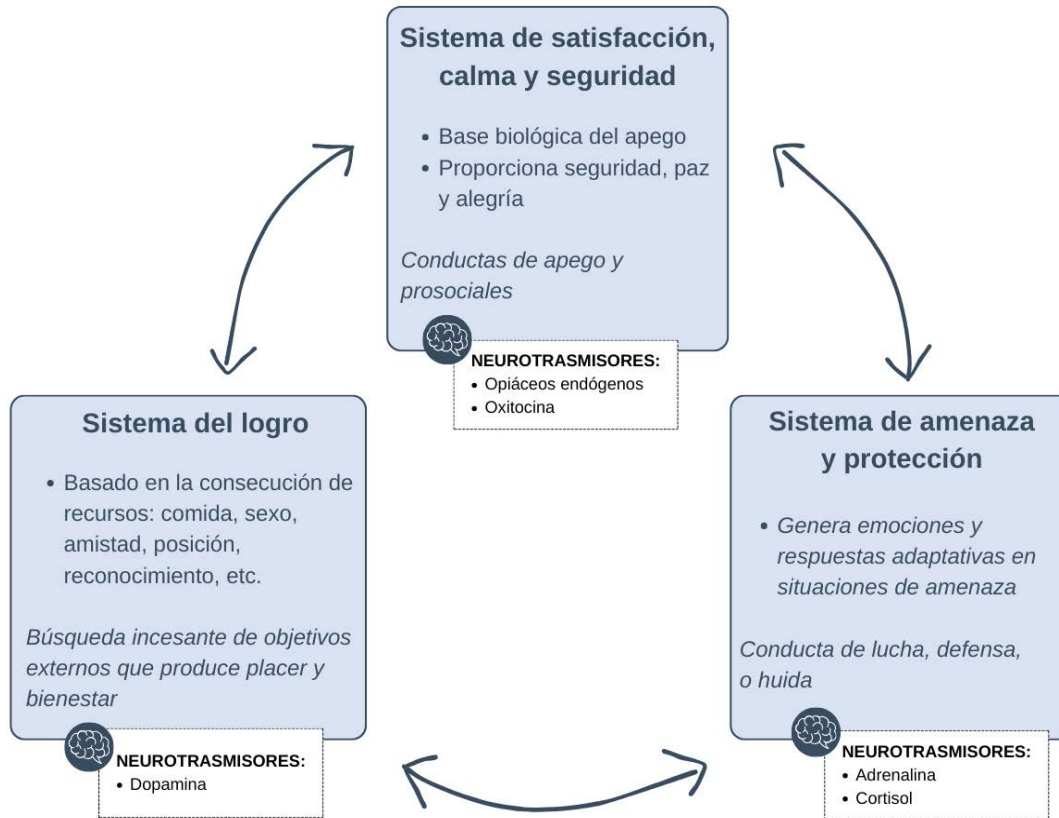 Sistema de satisfacción,
calma y seguridad
• Base biológica del apego
• Proporciona seguridad, paz
y alegría
Conductas de apego y
prosociales
NEUROTRASMISORES:
• Opiáceos endógenos
• Oxitocina
Sistema del logro
• Basado en la consecución de
recursos: comida, sexo,
amistad, posición,
reconocimiento, etc.
Búsqueda incesante de objetivos
externos que produce placer y
bienestar
NEUROTRASMISORES:
• Dopamina
Sistema de amenaza
y protección
• Genera emociones y
respuestas adaptativas en
situaciones de amenaza
Conducta de lucha, defensa,
o huida
NEUROTRASMISORES:
• Adrenalina
• Cortisol